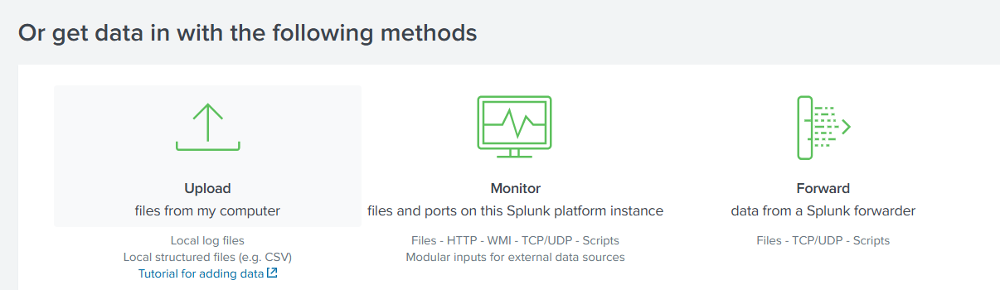 Or get data in with the following methods
Upload
files from my computer
Local log files
Local structured files (e.g. CSV)
Tutorial for adding data
Monitor
files and ports on this Splunk platform instance
Files - HTTP - WMI - TCP/UDP - Scripts
Modular inputs for external data sources
Forward
data from a Splunk forwarder
Files - TCP/UDP - Scripts